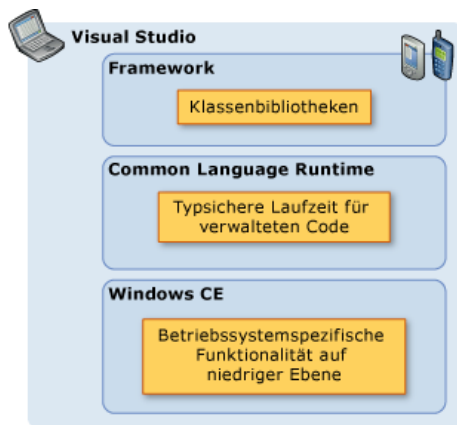 Visual Studio
Framework
Klassenbibliotheken
Common Language Runtime
Typsichere Laufzeit für
verwalteten Code
Windows CE
Betriebssystemspezifische
Funktionalität auf
niedriger Ebene